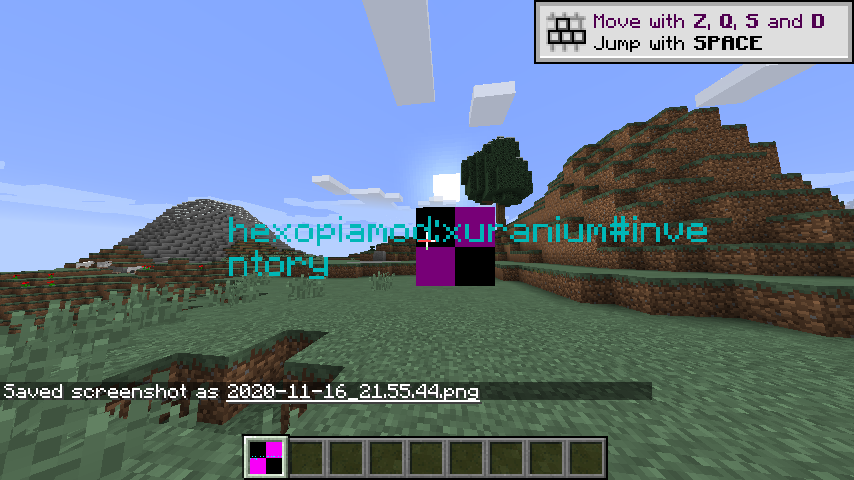 Move with Z, Q, S and D
Jump with SPACE
hexopiamod:xuranium#inve
ntory
Saved screenshot as 2020-11-16_21.55.44.png